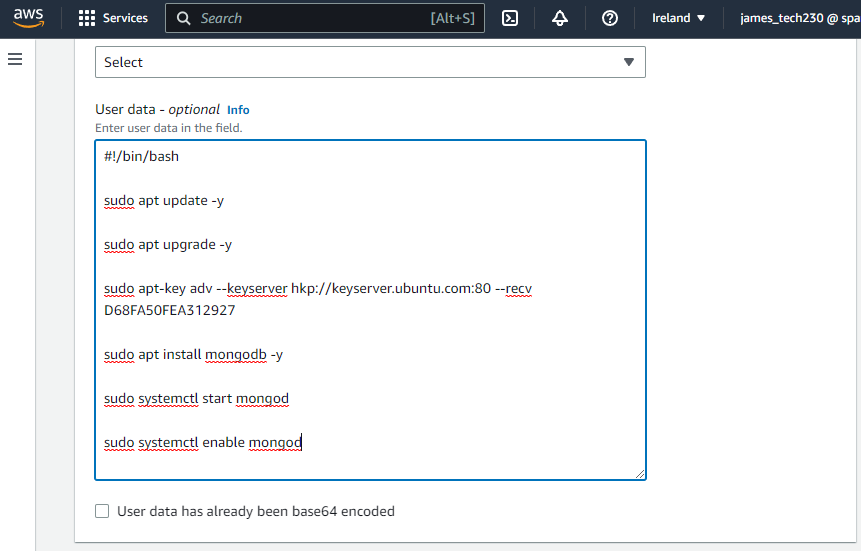 aws Services Search [Alt+S] Ireland james_tech230 @ spa
Select
User data - optional Info
Enter user data in the field.
#!/bin/bash
sudo apt update -y
sudo apt upgrade -y
sudo apt-key adv --keyserver hkp://keyserver.ubuntu.com:80 --recv
D68FA50FEA312927
sudo apt install mongodb -y
sudo systemctl start mongod
sudo systemctl enable mongod
User data has already been base64 encoded